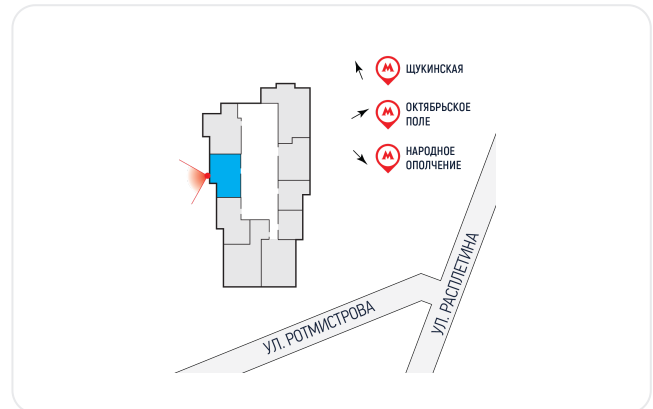 ЩУКИНСКАЯ
ОКТЯБРЬСКОЕ
ПОЛЕ
НАРОДНОЕ
ОПОЛЧЕНИЕ
УЛ. РАСПЛЕТИНА
УЛ. РОТМИСТРОВА